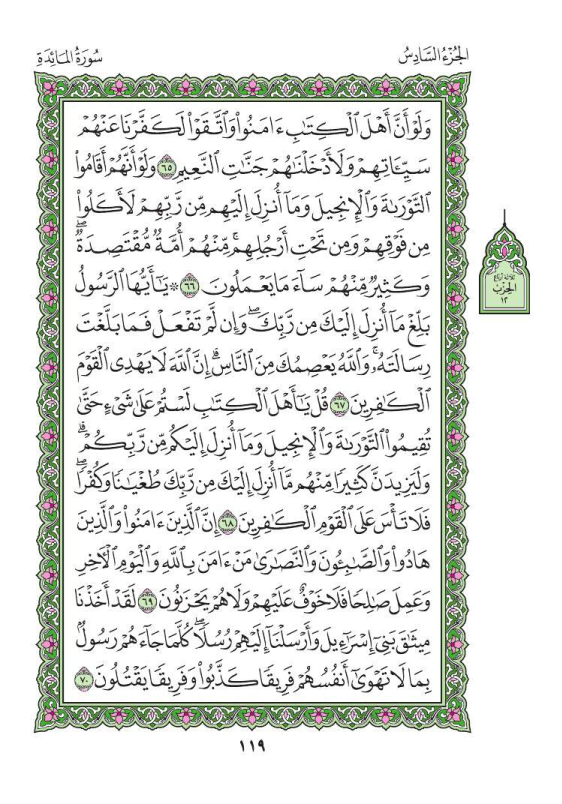 الجُزْءُ السَّادِسُ
سُورَةُ المَائِدَةِ
وَلَوۡ أَنَّ أَهۡلَ ٱلۡكِتَٰبِ ءَامَنُواْ وَٱتَّقَوۡاْ لَكَفَّرۡنَا عَنۡهُمۡ
سَيِّـَٔاتِهِمۡ وَلَأَدۡخَلۡنَٰهُمۡ جَنَّٰتِ ٱلنَّعِيمِ ٦٥ وَلَوۡ أَنَّهُمۡ أَقَامُواْ
ٱلتَّوۡرَىٰةَ وَٱلۡإِنجِيلَ وَمَآ أُنزِلَ إِلَيۡهِم مِّن رَّبِّهِمۡ لَأَكَلُواْ
مِن فَوۡقِهِمۡ وَمِن تَحۡتِ أَرۡجُلِهِمۚ مِّنۡهُمۡ أُمَّةٞ مُّقۡتَصِدَةٞۖ
وَكَثِيرٞ مِّنۡهُمۡ سَآءَ مَا يَعۡمَلُونَ ٦٦ ۞ يَٰٓأَيُّهَا ٱلرَّسُولُ
بَلِّغۡ مَآ أُنزِلَ إِلَيۡكَ مِن رَّبِّكَۖ وَإِن لَّمۡ تَفۡعَلۡ فَمَا بَلَّغۡتَ
رِسَالَتَهُۥۚ وَٱللَّهُ يَعۡصِمُكَ مِنَ ٱلنَّاسِۗ إِنَّ ٱللَّهَ لَا يَهۡدِي ٱلۡقَوۡمَ
ٱلۡكَٰفِرِينَ ٦٧ قُلۡ يَٰٓأَهۡلَ ٱلۡكِتَٰبِ لَسۡتُمۡ عَلَىٰ شَيۡءٍ حَتَّىٰ
تُقِيمُواْ ٱلتَّوۡرَىٰةَ وَٱلۡإِنجِيلَ وَمَآ أُنزِلَ إِلَيۡكُم مِّن رَّبِّكُمۡۗ
وَلَيَزِيدَنَّ كَثِيرٗا مِّنۡهُم مَّآ أُنزِلَ إِلَيۡكَ مِن رَّبِّكَ طُغۡيَٰنٗا وَكُفۡرٗاۖ
فَلَا تَأۡسَ عَلَى ٱلۡقَوۡمِ ٱلۡكَٰفِرِينَ ٦٨ إِنَّ ٱلَّذِينَ ءَامَنُواْ وَٱلَّذِينَ
هَادُواْ وَٱلصَّٰبِـُٔونَ وَٱلنَّصَٰرَىٰ مَنۡ ءَامَنَ بِٱللَّهِ وَٱلۡيَوۡمِ ٱلۡأٓخِرِ
وَعَمِلَ صَٰلِحٗا فَلَا خَوۡفٌ عَلَيۡهِمۡ وَلَا هُمۡ يَحۡزَنُونَ ٦٩ لَقَدۡ أَخَذۡنَا
مِيثَٰقَ بَنِيٓ إِسۡرَٰٓءِيلَ وَأَرۡسَلۡنَآ إِلَيۡهِمۡ رُسُلٗاۖ كُلَّمَا جَآءَهُمۡ رَسُولُۢ
بِمَا لَا تَهۡوَىٰٓ أَنفُسُهُمۡ فَرِيقٗا كَذَّبُواْ وَفَرِيقٗا يَقۡتُلُونَ ٧٠
ثلاثة أرباع
الحزب
١٢
١١٩